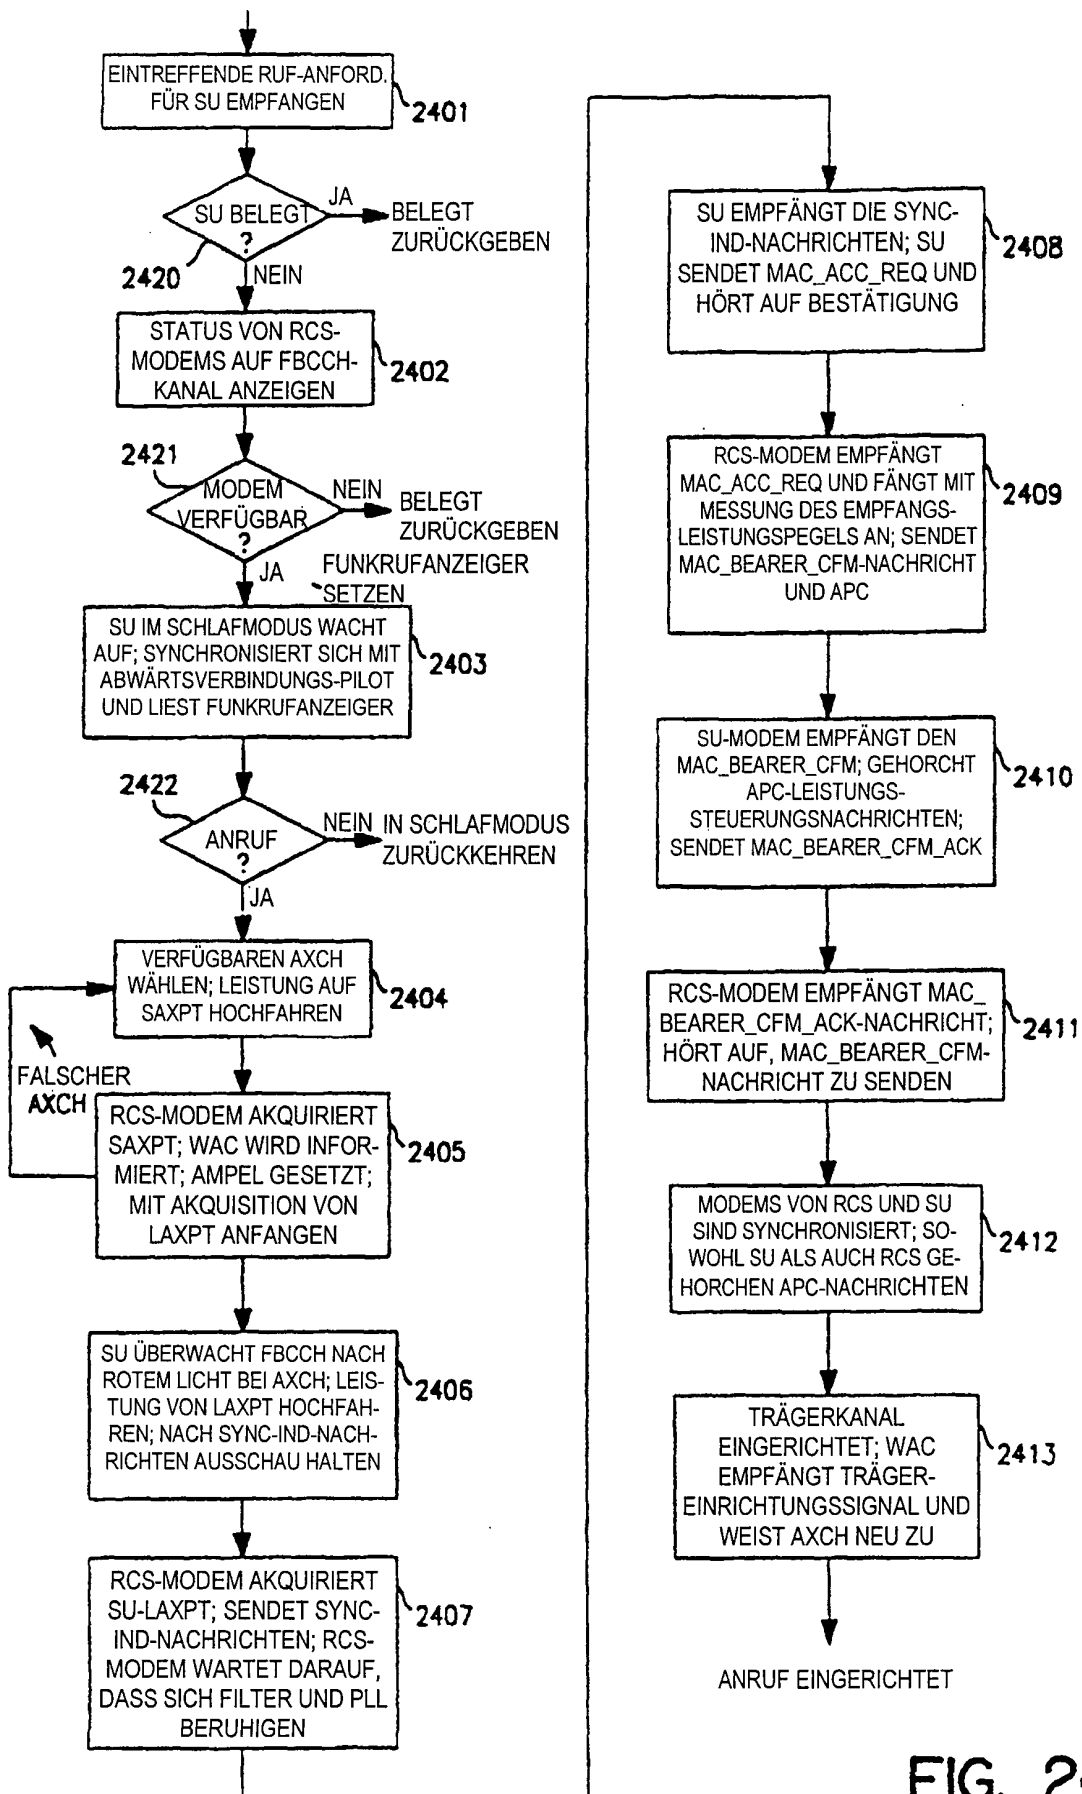 EINTREFFENDE RUF-ANFORD.
FÜR SU EMPFANGEN
2401
SU BELEGT
?
JA
BELEGT
ZURÜCKGEBEN
2420
NEIN
STATUS VON RCS-
MODEMS AUF FBCCH-
KANAL ANZEIGEN
2402
2421
MODEM
VERFÜGBAR
?
NEIN
BELEGT
ZURÜCKGEBEN
JA
FUNKRUFANZEIGER
SETZEN
SU IM SCHLAFMODUS WACHT
AUF; SYNCHRONISIERT SICH MIT
ABWÄRTSVERBINDUNGS-PILOT
UND LIEST FUNKRUFANZEIGER
2403
2422
ANRUF
?
NEIN
IN SCHLAFMODUS
ZURÜCKKEHREN
JA
VERFÜGBAREN AXCH
WÄHLEN; LEISTUNG AUF
SAXPT HOCHFAHREN
2404
FALSCHER
AXCH
RCS-MODEM AKQUIRIERT
SAXPT; WAC WIRD INFOR-
MIERT; AMPEL GESETZT;
MIT AKQUISITION VON
LAXPT ANFANGEN
2405
SU ÜBERWACHT FBCCH NACH
ROTEM LICHT BEI AXCH; LEIS-
TUNG VON LAXPT HOCHFAH-
REN; NACH SYNC-IND-NACH-
RICHTEN AUSSCHAU HALTEN
2406
RCS-MODEM AKQUIRIERT
SU-LAXPT; SENDET SYNC-
IND-NACHRICHTEN; RCS-
MODEM WARTET DARAUF,
DASS SICH FILTER UND PLL
BERUHIGEN
2407
SU EMPFÄNGT DIE SYNC-
IND-NACHRICHTEN; SU
SENDET MAC_ACC_REQ UND
HÖRT AUF BESTÄTIGUNG
2408
RCS-MODEM EMPFÄNGT
MAC_ACC_REQ UND FÄNGT MIT
MESSUNG DES EMPFANGS-
LEISTUNGSPEGELS AN; SENDET
MAC_BEARER_CFM-NACHRICHT
UND APC
2409
SU-MODEM EMPFÄNGT DEN
MAC_BEARER_CFM; GEHORCHT
APC-LEISTUNGS-
STEUERUNGSNACHRICHTEN;
SENDET MAC_BEARER_CFM_ACK
2410
RCS-MODEM EMPFÄNGT MAC_
BEARER_CFM_ACK-NACHRICHT;
HÖRT AUF, MAC_BEARER_CFM-
NACHRICHT ZU SENDEN
2411
MODEMS VON RCS UND SU
SIND SYNCHRONISIERT; SO-
WOHL SU ALS AUCH RCS GE-
HORCHEN APC-NACHRICHTEN
2412
TRÄGERKANAL
EINGERICHTET; WAC
EMPFÄNGT TRÄGER-
EINRICHTUNGSSIGNAL UND
WEIST AXCH NEU ZU
2413
ANRUF EINGERICHTET
FIG.